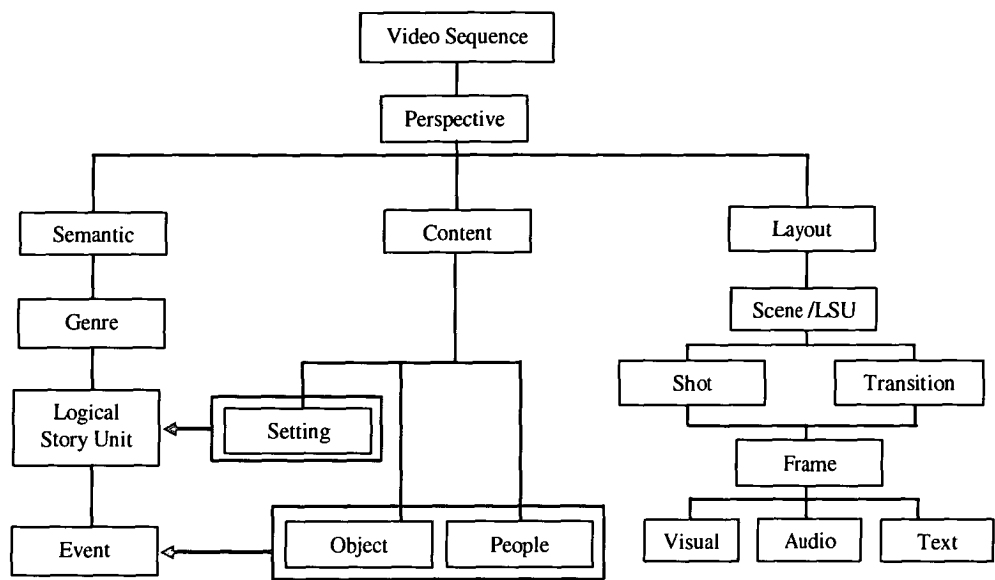 Video Sequence
Perspective
Semantic
Content
Layout
Genre
Scene /LSU
Shot
Transition
Logical
Story Unit
Setting
Frame
Event
Object
People
Visual
Audio
Text